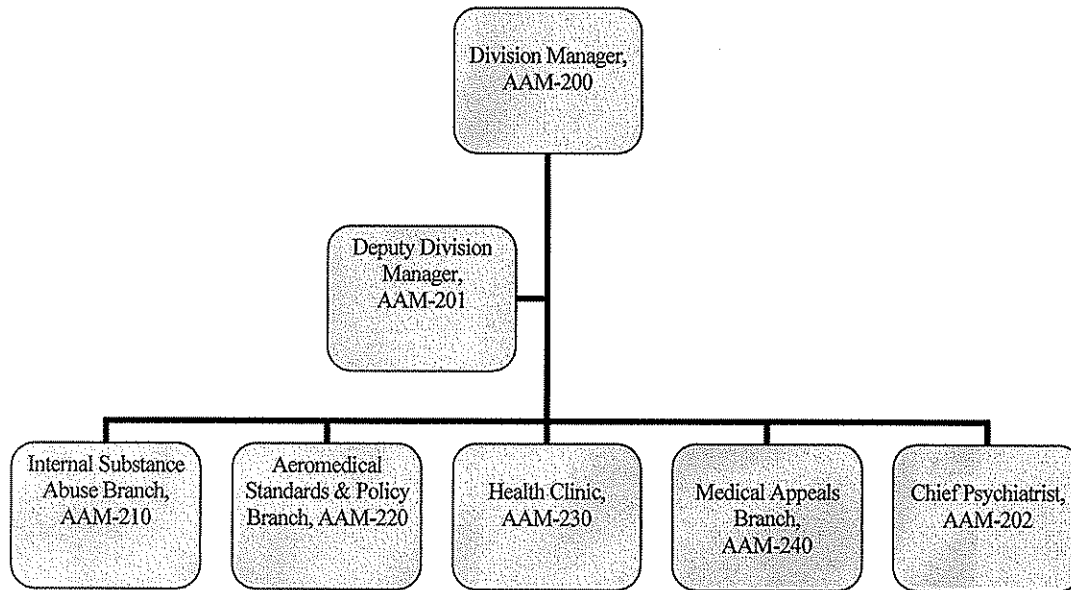 Division Manager,
AAM-200
Deputy Division
Manager,
AAM-201
Internal Substance
Abuse Branch,
AAM-210
Aeromedical
Standards & Policy
Branch, AAM-220
Health Clinic,
AAM-230
Medical Appeals
Branch,
AAM-240
Chief Psychiatrist,
AAM-202